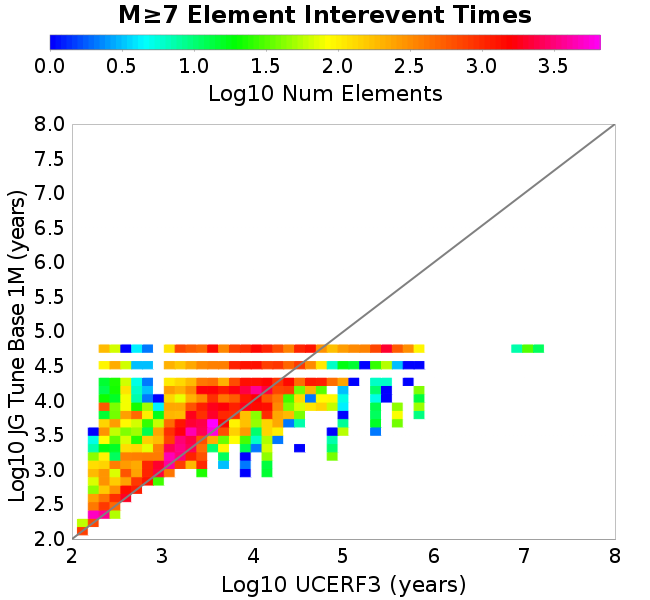 M≥7 Element Interevent Times
0.0 0.5 1.0 1.5 2.0 2.5 3.0 3.5
Log10 Num Elements
Log10 JG Tune Base 1M (years)
8.0
7.5
7.0
6.5
6.0
5.5
5.0
4.5
4.0
3.5
3.0
2.5
2.0
2 3 4 5 6 7 8
Log10 UCERF3 (years)